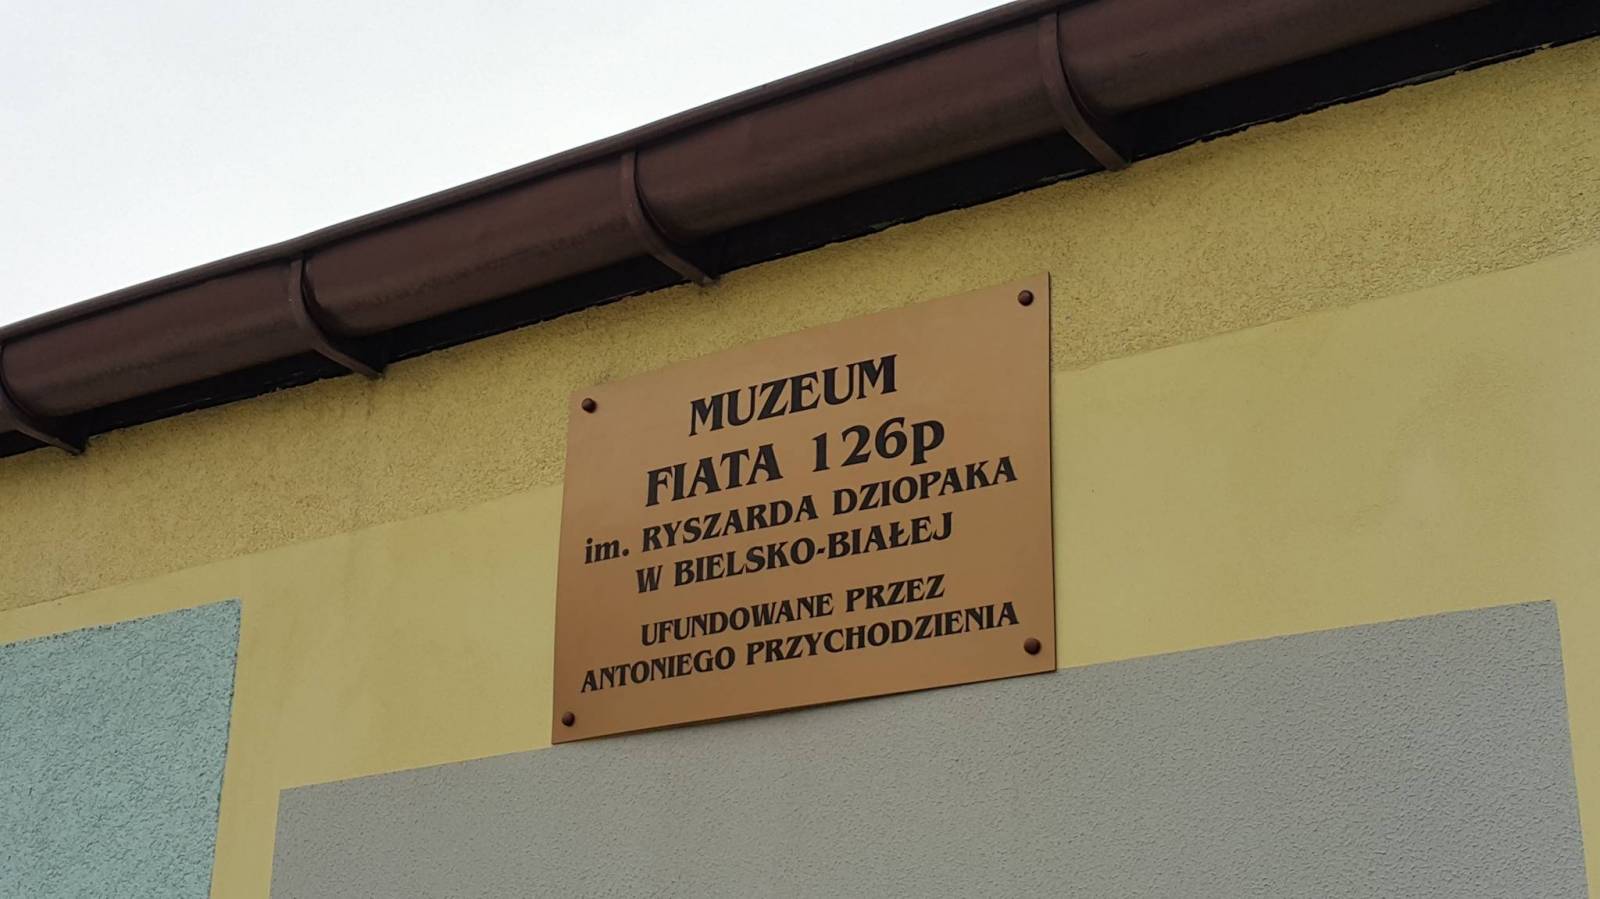 MUZEUM
FIATA 126p
im. RYSZARDA DZIOPAKA
W BIELSKO-BIAŁEJ
UFUNDOWANE PRZEZ
ANTONIEGO PRZYCHODZIENIA